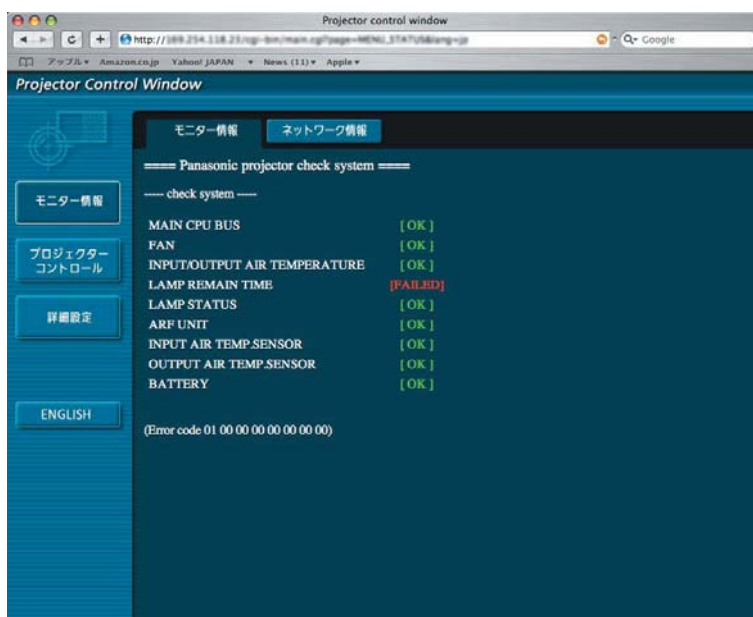 Projector control window
http://
Google
アップル Amazon.co.jp Yahoo! JAPAN News (11) Apple
Projector Control Window
モニター情報 ネットワーク情報
==== Panasonic projector check system ====
----- check system -----
モニター情報
プロジェクター
コントロール
詳細設定
ENGLISH
MAIN CPU BUS [ OK ]
FAN [ OK ]
INPUT/OUTPUT AIR TEMPERATURE [ OK ]
LAMP REMAIN TIME [FAILED]
LAMP STATUS [ OK ]
ARF UNIT [ OK ]
INPUT AIR TEMP.SENSOR [ OK ]
OUTPUT AIR TEMP.SENSOR [ OK ]
BATTERY [ OK ]
(Error code 01 00 00 00 00 00 00 00)